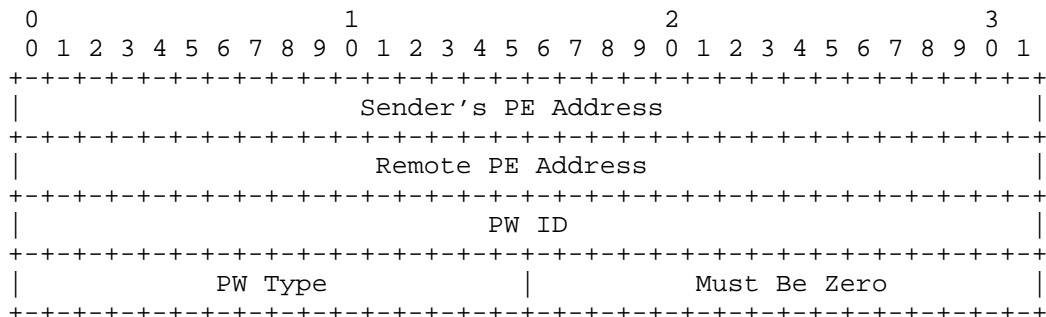 0                   1                   2                   3
 0 1 2 3 4 5 6 7 8 9 0 1 2 3 4 5 6 7 8 9 0 1 2 3 4 5 6 7 8 9 0 1
+-+-+-+-+-+-+-+-+-+-+-+-+-+-+-+-+-+-+-+-+-+-+-+-+-+-+-+-+-+-+-+-+
|                     Sender’s PE Address                       |
+-+-+-+-+-+-+-+-+-+-+-+-+-+-+-+-+-+-+-+-+-+-+-+-+-+-+-+-+-+-+-+-+
|                      Remote PE Address                        |
+-+-+-+-+-+-+-+-+-+-+-+-+-+-+-+-+-+-+-+-+-+-+-+-+-+-+-+-+-+-+-+-+
|                             PW ID                             |
+-+-+-+-+-+-+-+-+-+-+-+-+-+-+-+-+-+-+-+-+-+-+-+-+-+-+-+-+-+-+-+-+
|            PW Type            |          Must Be Zero         |
+-+-+-+-+-+-+-+-+-+-+-+-+-+-+-+-+-+-+-+-+-+-+-+-+-+-+-+-+-+-+-+-+